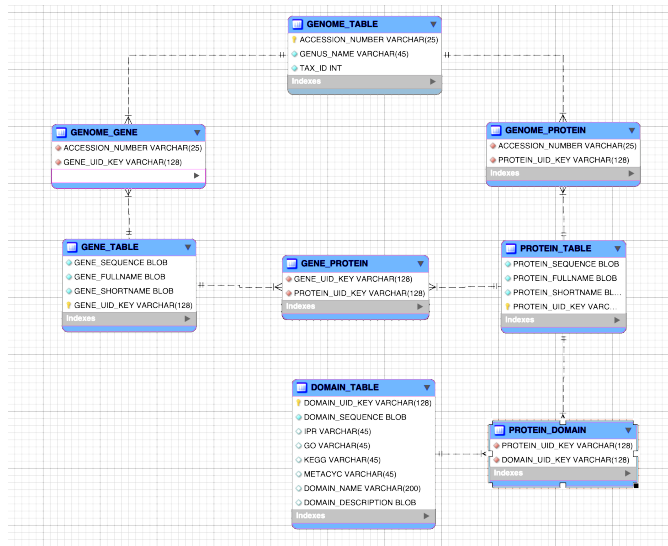 GENOME_TABLE
ACCESSION_NUMBER VARCHAR(25)
GENUS_NAME VARCHAR(45)
TAX_ID INT
Indexes
GENOME_GENE
ACCESSION_NUMBER VARCHAR(25)
GENE_UID_KEY VARCHAR(128)
GENOME_PROTEIN
ACCESSION_NUMBER VARCHAR(25)
PROTEIN_UID_KEY VARCHAR(128)
Indexes
GENE_TABLE
GENE_SEQUENCE BLOB
GENE_FULLNAME BLOB
GENE_SHORTNAME BLOB
GENE_UID_KEY VARCHAR(128)
Indexes
GENE_PROTEIN
GENE_UID_KEY VARCHAR(128)
PROTEIN_UID_KEY VARCHAR(128)
Indexes
PROTEIN_TABLE
PROTEIN_SEQUENCE BLOB
PROTEIN_FULLNAME BLOB
PROTEIN_SHORTNAME BL...
PROTEIN_UID_KEY VARC...
Indexes
DOMAIN_TABLE
DOMAIN_UID_KEY VARCHAR(128)
DOMAIN_SEQUENCE BLOB
IPR VARCHAR(45)
GO VARCHAR(45)
KEGG VARCHAR(45)
METACYC VARCHAR(45)
DOMAIN_NAME VARCHAR(200)
DOMAIN_DESCRIPTION BLOB
Indexes
PROTEIN_DOMAIN
PROTEIN_UID_KEY VARCHAR(128)
DOMAIN_UID_KEY VARCHAR(128)
Indexes